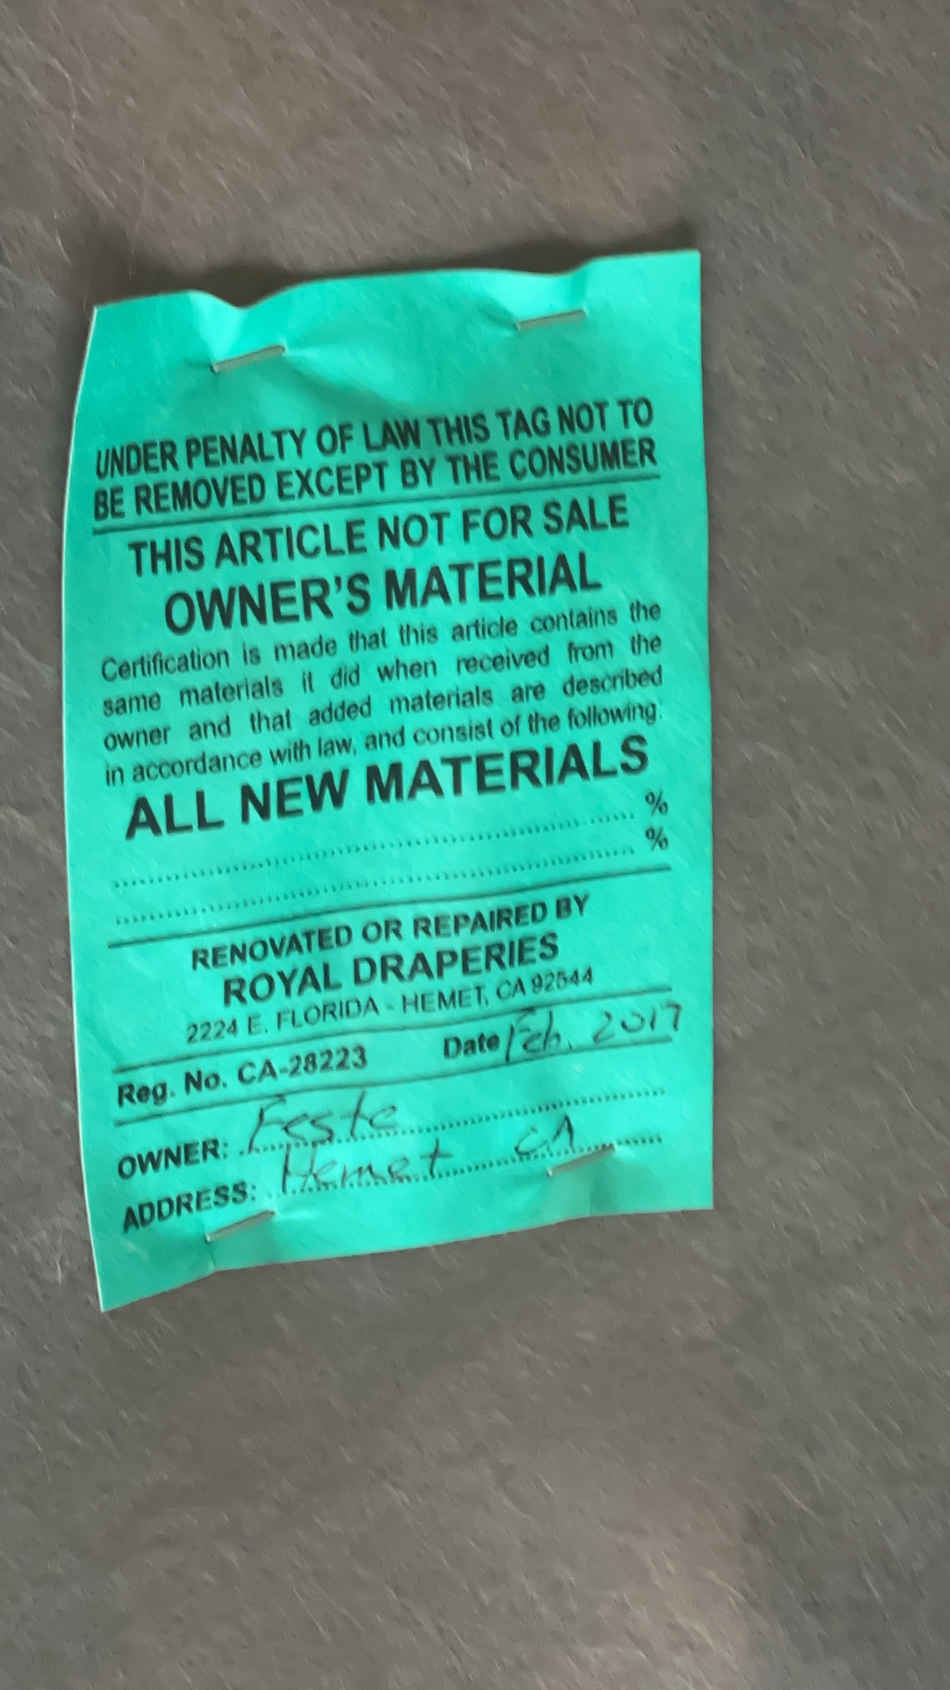 UNDER PENALTY OF LAW THIS TAG NOT TO
BE REMOVED EXCEPT BY THE CONSUMER
THIS ARTICLE NOT FOR SALE
OWNER'S MATERIAL
Certification is made that this article contains the
same materials it did when received from the
owner and that added materials are described
in accordance with law, and consist of the following:
ALL NEW MATERIALS
%
%
RENOVATED OR REPAIRED BY
ROYAL DRAPERIES
2224 E. FLORIDA - HEMET, CA 92544
Reg. No. CA-28223 Date Feb. 2017
OWNER: Feste
ADDRESS: Hemet CA